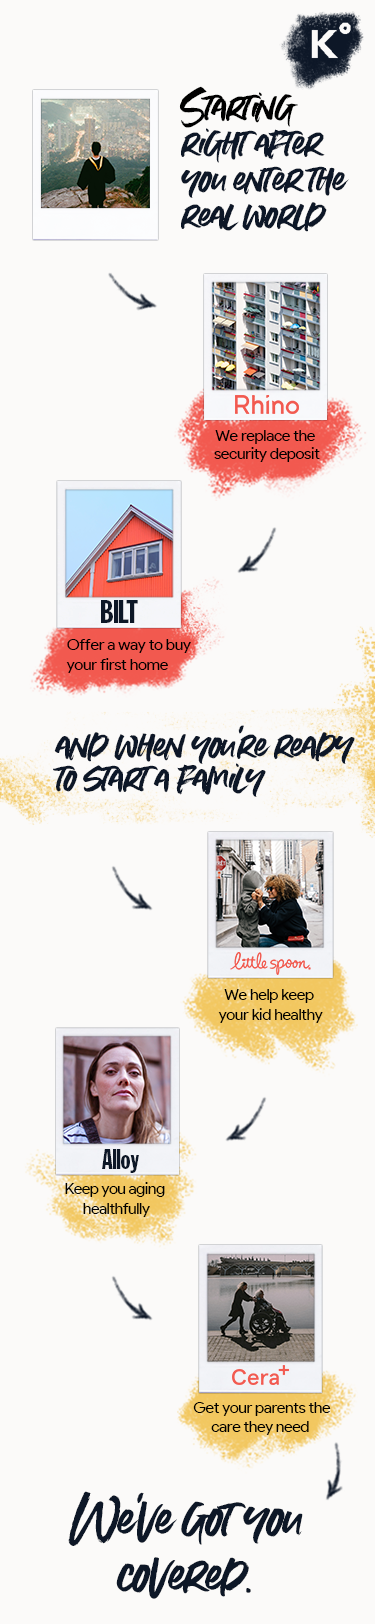 K°
STARTING
RIGHT AFTER
YOU ENTER THE
REAL WORLD
Rhino
We replace the
security deposit
BILT
Offer a way to buy
your first home
AND WHEN YOU'RE READY
TO START A FAMILY
little spoon.
We help keep
your kid healthy
Alloy
Keep you aging
healthfully
Cera+
Get your parents the
care they need
WE'VE GOT YOU
COVERED.